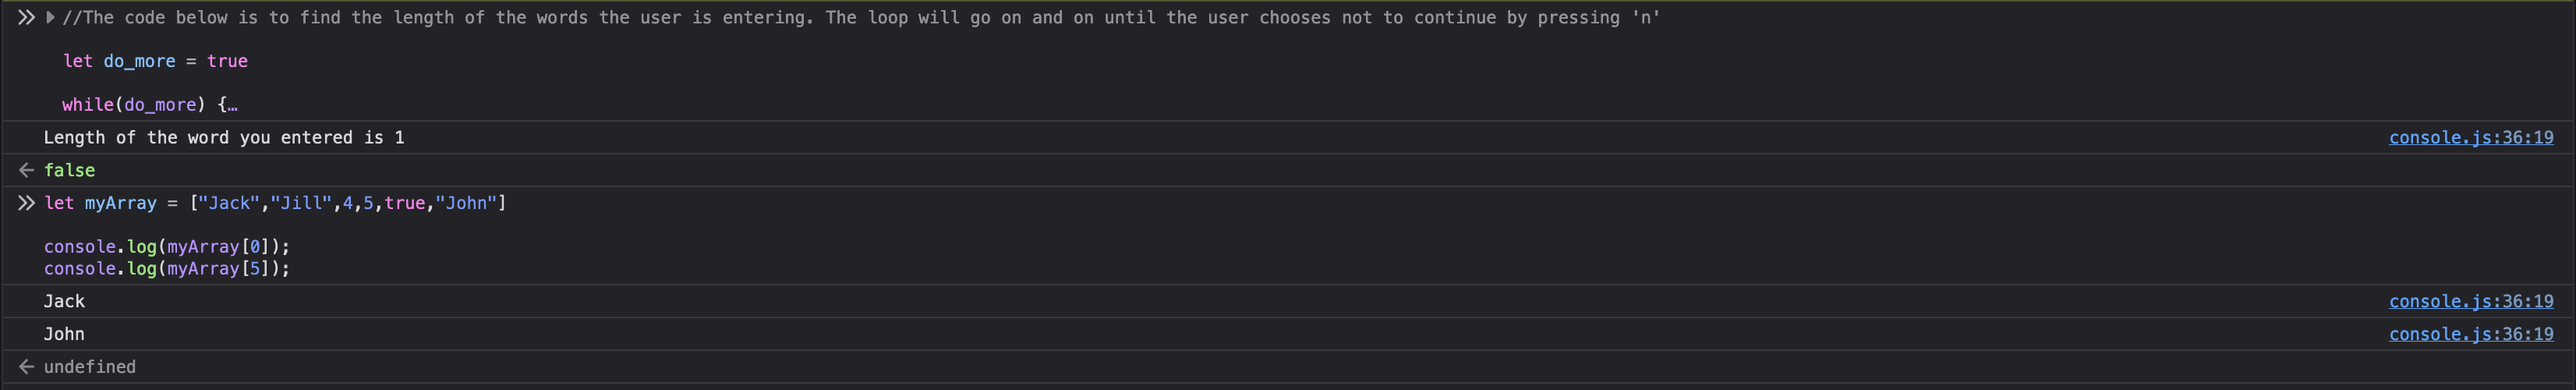 //The code below is to find the length of the words the user is entering. The loop will go on and on until the user chooses not to continue by pressing 'n'
let do_more = true
while(do_more) {…
Length of the word you entered is 1 console.js:36:19
false
let myArray = ["Jack","Jill",4,5,true,"John"]
console.log(myArray[0]);
console.log(myArray[5]);
Jack console.js:36:19
John console.js:36:19
undefined